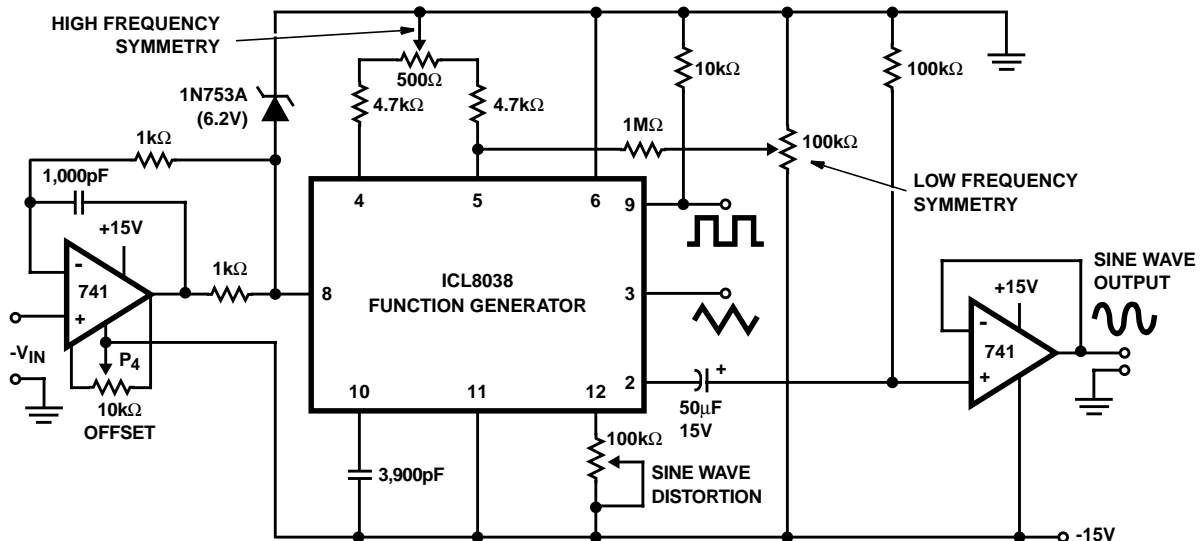 HIGH FREQUENCY
SYMMETRY
500Ω
10kΩ
100kΩ
1N753A
(6.2V)
4.7kΩ
4.7kΩ
1MΩ
100kΩ
1kΩ
LOW FREQUENCY
SYMMETRY
1,000pF
4
5
6
9
+15V
-
741
+
1kΩ
8
ICL8038
FUNCTION GENERATOR
3
SINE WAVE
OUTPUT
+15V
-
741
+
-VIN
P4
10kΩ
OFFSET
10
11
12
2
+
50μF
15V
100kΩ
3,900pF
SINE WAVE
DISTORTION
-15V